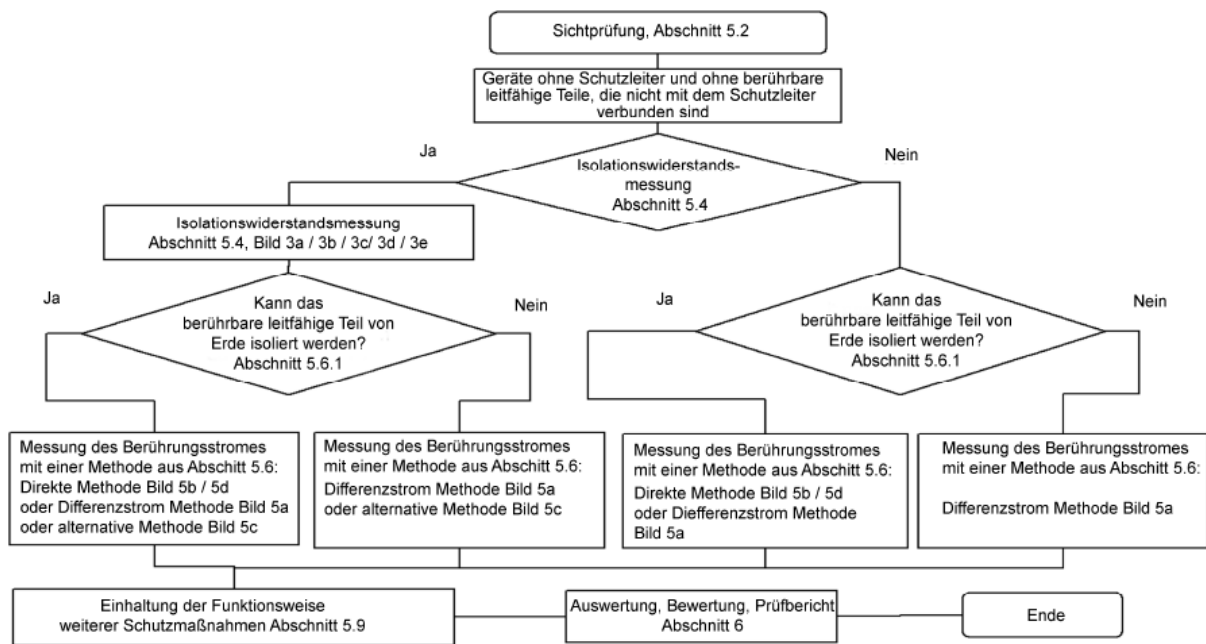 Sichtprüfung, Abschnitt 5.2
Geräte ohne Schutzleiter und ohne berührbare
leitfähige Teile, die nicht mit dem Schutzleiter
verbunden sind
Ja
Nein
Isolationswiderstands-
messung
Abschnitt 5.4
Isolationswiderstandsmessung
Abschnitt 5.4, Bild 3a / 3b / 3c/ 3d / 3e
Ja
Nein
Kann das
berührbare leitfähige Teil von
Erde isoliert werden?
Abschnitt 5.6.1
Ja
Nein
Kann das
berührbare leitfähige Teil von
Erde isoliert werden?
Abschnitt 5.6.1
Messung des Berührungsstromes
mit einer Methode aus Abschitt 5.6:
Direkte Methode Bild 5b / 5d
oder Differenzstrom Methode Bild 5a
oder alternative Methode Bild 5c
Messung des Berührungsstromes
mit einer Methode aus Abschitt 5.6:
Differenzstrom Methode Bild 5a
oder alternative Methode Bild 5c
Messung des Berührungsstromes
mit einer Methode aus Abschitt 5.6:
Direkte Methode Bild 5b / 5d
oder Diefferenzstrom Methode
Bild 5a
Messung des Berührungsstromes
mit einer Methode aus Abschitt 5.6:
Differenzstrom Methode Bild 5a
Einhaltung der Funktionsweise
weiterer Schutzmaßnahmen Abschnitt 5.9
Auswertung, Bewertung, Prüfbericht
Abschnitt 6
Ende